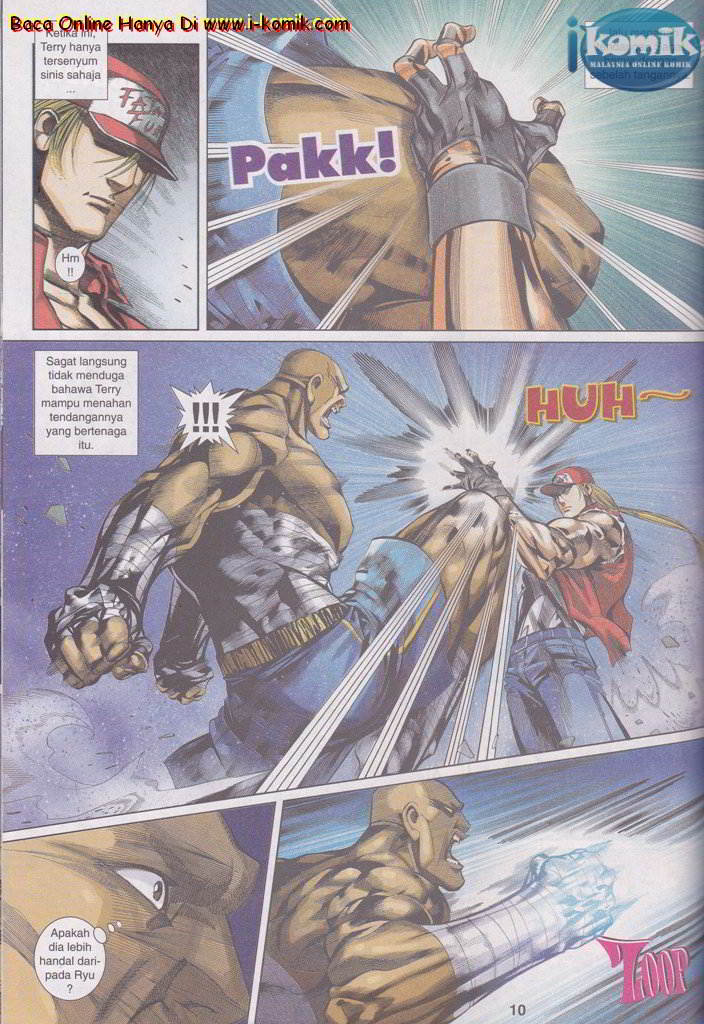 Baca Online Hanya Di www.i-komik.com
ikomik
MALAYSIA ONLINE KOMIK
Ketika ini,
Terry hanya
tersenyum
sinis sahaja
...
sebelah tangann
Hm
!!
Pakk!
Sagat langsung
tidak menduga
bahawa Terry
mampu menahan
tendangannya
yang bertenaga
itu.
!!!
HUH~
Apakah
dia lebih
handal dari-
pada Ryu
?
ZOOP
10